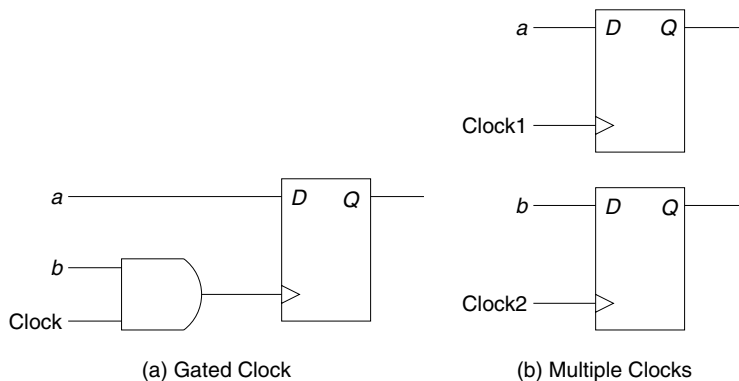 a
D Q
b
Clock
(a) Gated Clock
a
D Q
Clock1
b
D Q
Clock2
(b) Multiple Clocks